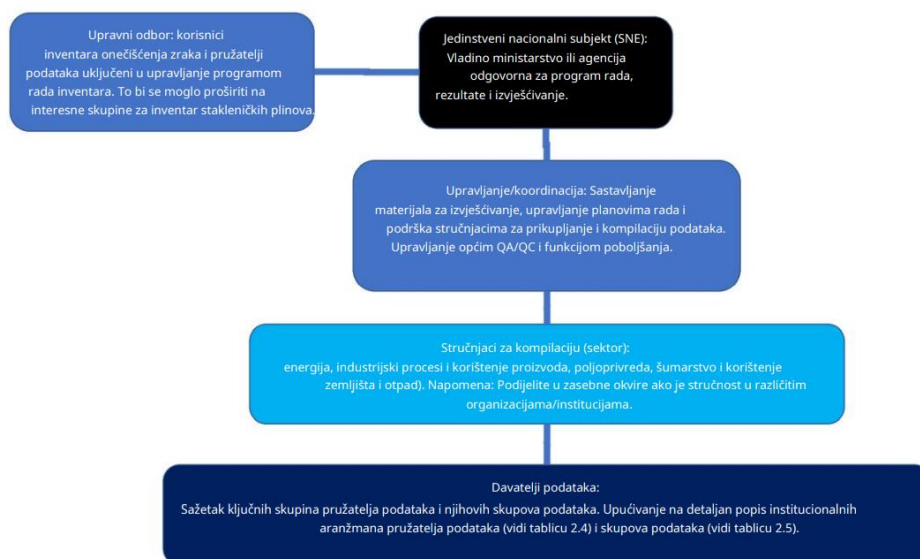 Upravni odbor: korisnici
inventara onečišćenja zraka i pružatelji
podataka uključeni u upravljanje programom
rada inventara. To bi se moglo proširiti na
interesne skupine za inventar stakleničkih plinova.
Jedinstveni nacionalni subjekt (SNE):
Vladino ministarstvo ili agencija
odgovorna za program rada,
rezultate i izvješćivanje.
Upravljanje/koordinacija: Sastavljanje
materijala za izvješćivanje, upravljanje planovima rada i
podrška stručnjacima za prikupljanje i kompilaciju podataka.
Upravljanje općim QA/QC i funkcijom poboljšanja.
Stručnjaci za kompilaciju (sektor):
energija, industrijski procesi i korištenje proizvoda, poljoprivreda, šumarstvo i korištenje
zemljišta i otpad). Napomena: Podijelite u zasebne okvire ako je stručnost u različitim
organizacijama/institucijama.
Davatelji podataka:
Sažetak ključnih skupina pružatelja podataka i njihovih skupova podataka. Upućivanje na detaljan popis institucionalnih
aranžmana pružatelja podataka (vidi tablicu 2.4) i skupova podataka (vidi tablicu 2.5).